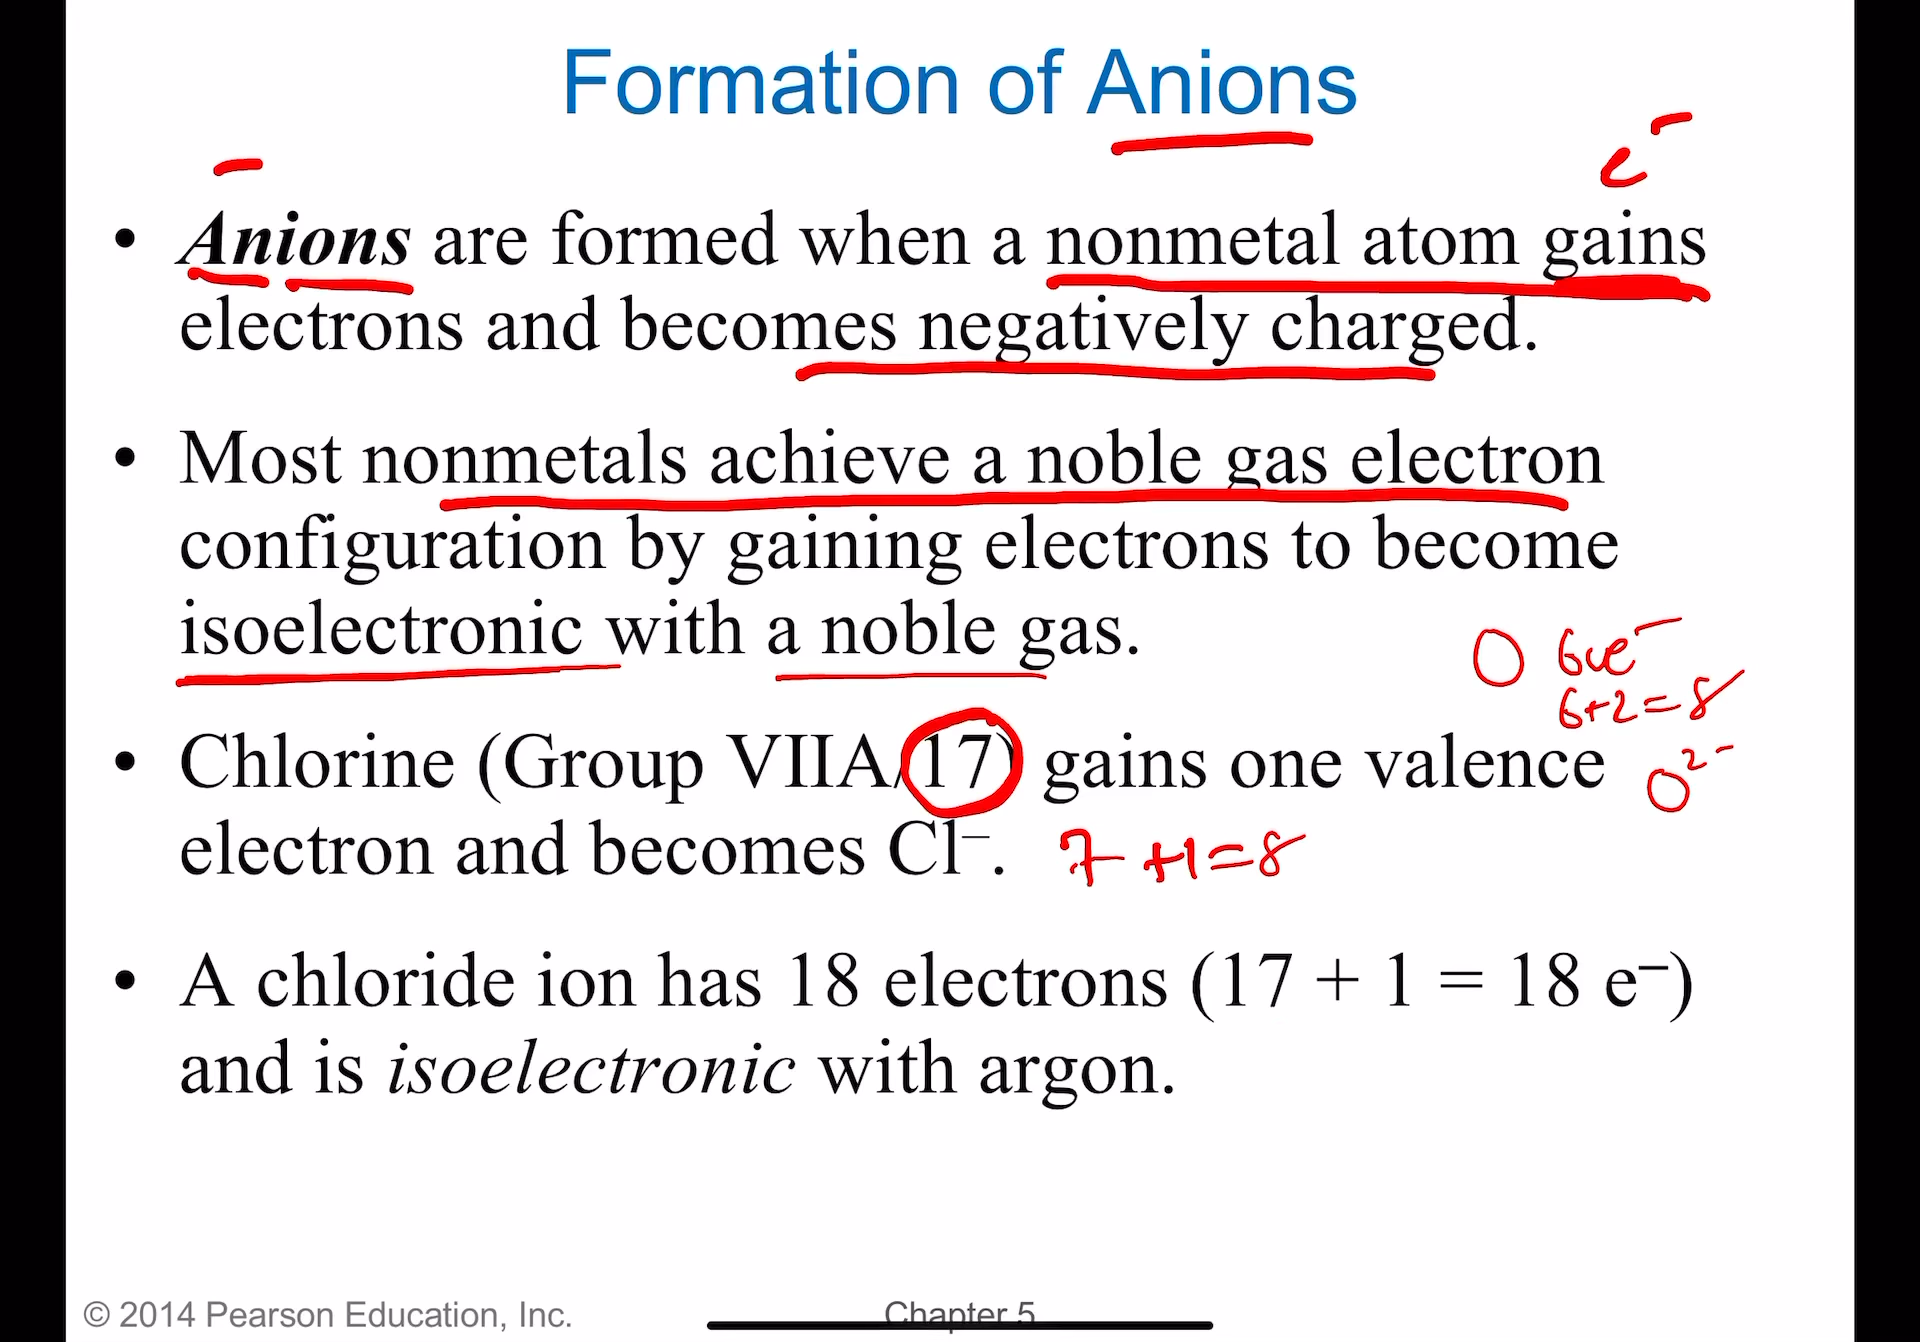 Formation of Anions
–
e⁻
• Anions are formed when a nonmetal atom gains
electrons and becomes negatively charged.
• Most nonmetals achieve a noble gas electron
configuration by gaining electrons to become
isoelectronic with a noble gas.
O 6ve⁻
6+2=8
• Chlorine (Group VIIA/17) gains one valence
O²⁻
electron and becomes Cl⁻.
7+1=8
• A chloride ion has 18 electrons (17 + 1 = 18 e⁻)
and is isoelectronic with argon.
© 2014 Pearson Education, Inc.
Chapter 5